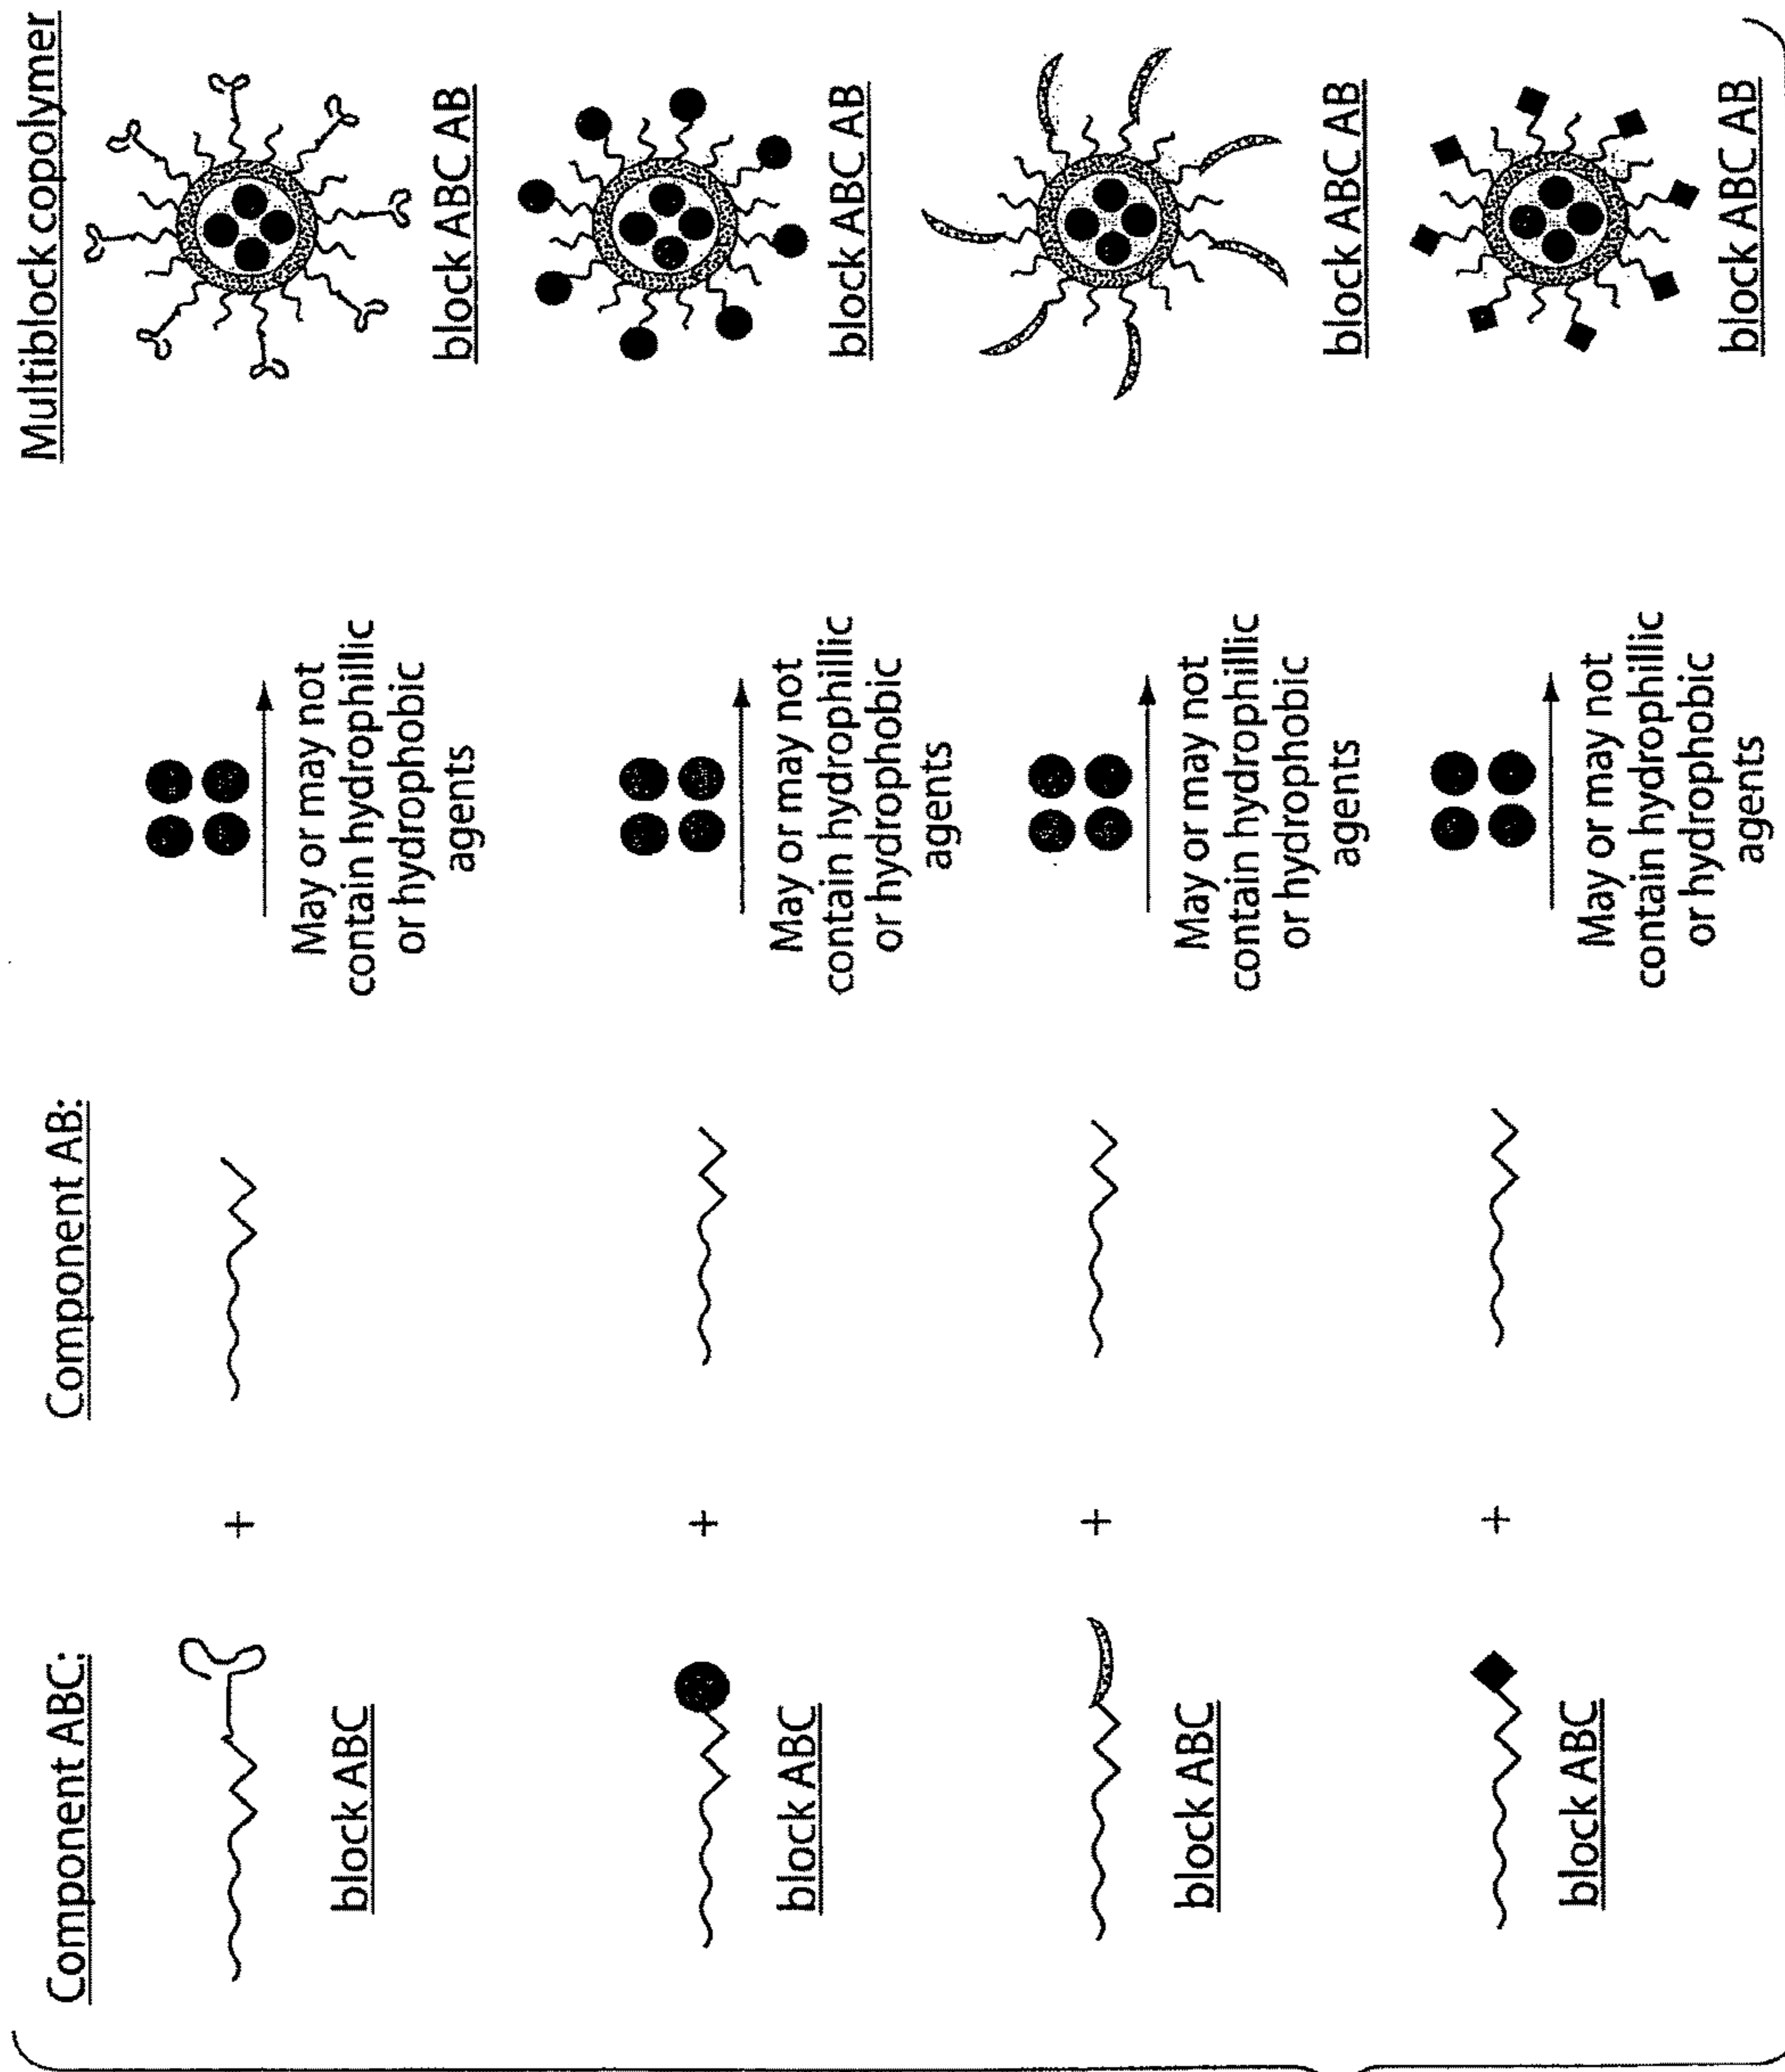 Component ABC:
Component AB:
Multiblock copolymer
+
May or may not
contain hydrophillic
or hydrophobic
agents
block ABC
block ABC AB
+
May or may not
contain hydrophillic
or hydrophobic
agents
block ABC
block ABC AB
+
May or may not
contain hydrophillic
or hydrophobic
agents
block ABC
block ABC AB
+
May or may not
contain hydrophillic
or hydrophobic
agents
block ABC
block ABC AB